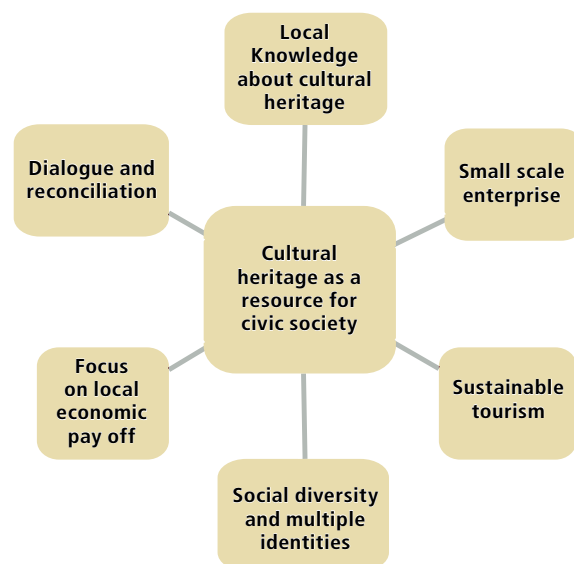 Local
Knowledge
about cultural
heritage
Dialogue and
reconciliation
Small scale
enterprise
Cultural
heritage as a
resource for
civic society
Focus
on local
economic
pay off
Sustainable
tourism
Social diversity
and multiple
identities